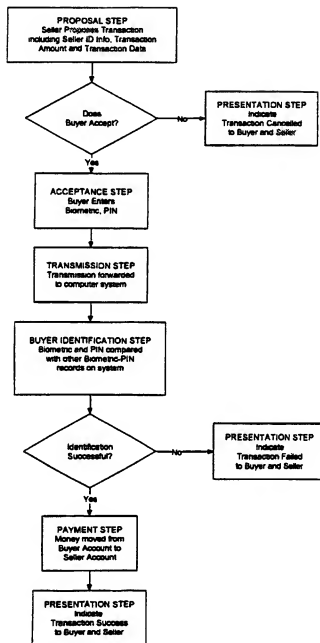 PROPOSAL STEP
Seller Proposes Transaction
including Seller ID Info, Transaction
Amount and Transaction Data
Does
Buyer Accept?
No
PRESENTATION STEP
Indicate
Transaction Cancelled
to Buyer and Seller
Yes
ACCEPTANCE STEP
Buyer Enters
Biometric, PIN
TRANSMISSION STEP
Transmission forwarded
to computer system
BUYER IDENTIFICATION STEP
Biometric and PIN compared
with other Biometric-PIN
records on system
Identification
Successful?
No
PRESENTATION STEP
Indicate
Transaction Failed
to Buyer and Seller
Yes
PAYMENT STEP
Money moved from
Buyer Account to
Seller Account
PRESENTATION STEP
Indicate
Transaction Success
to Buyer and Seller